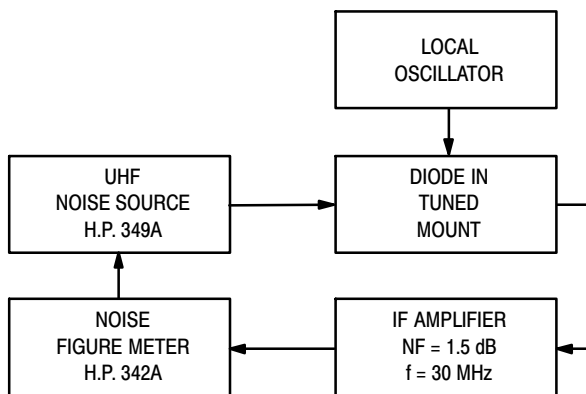 LOCAL
OSCILLATOR
UHF
NOISE SOURCE
H.P. 349A
DIODE IN
TUNED
MOUNT
NOISE
FIGURE METER
H.P. 342A
IF AMPLIFIER
NF = 1.5 dB
f = 30 MHz